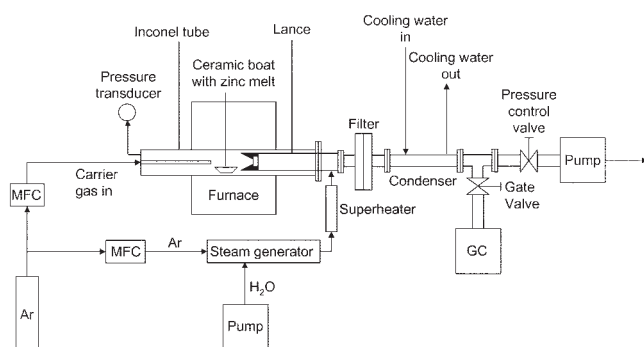 Inconel tube
Lance
Cooling water
in
Cooling water
out
Pressure
transducer
Ceramic boat
with zinc melt
Pressure
control
valve
Filter
Pump
Carrier
gas in
MFC
Furnace
Condenser
Gate
Valve
Superheater
MFC
Ar
Steam generator
GC
H₂O
Ar
Pump